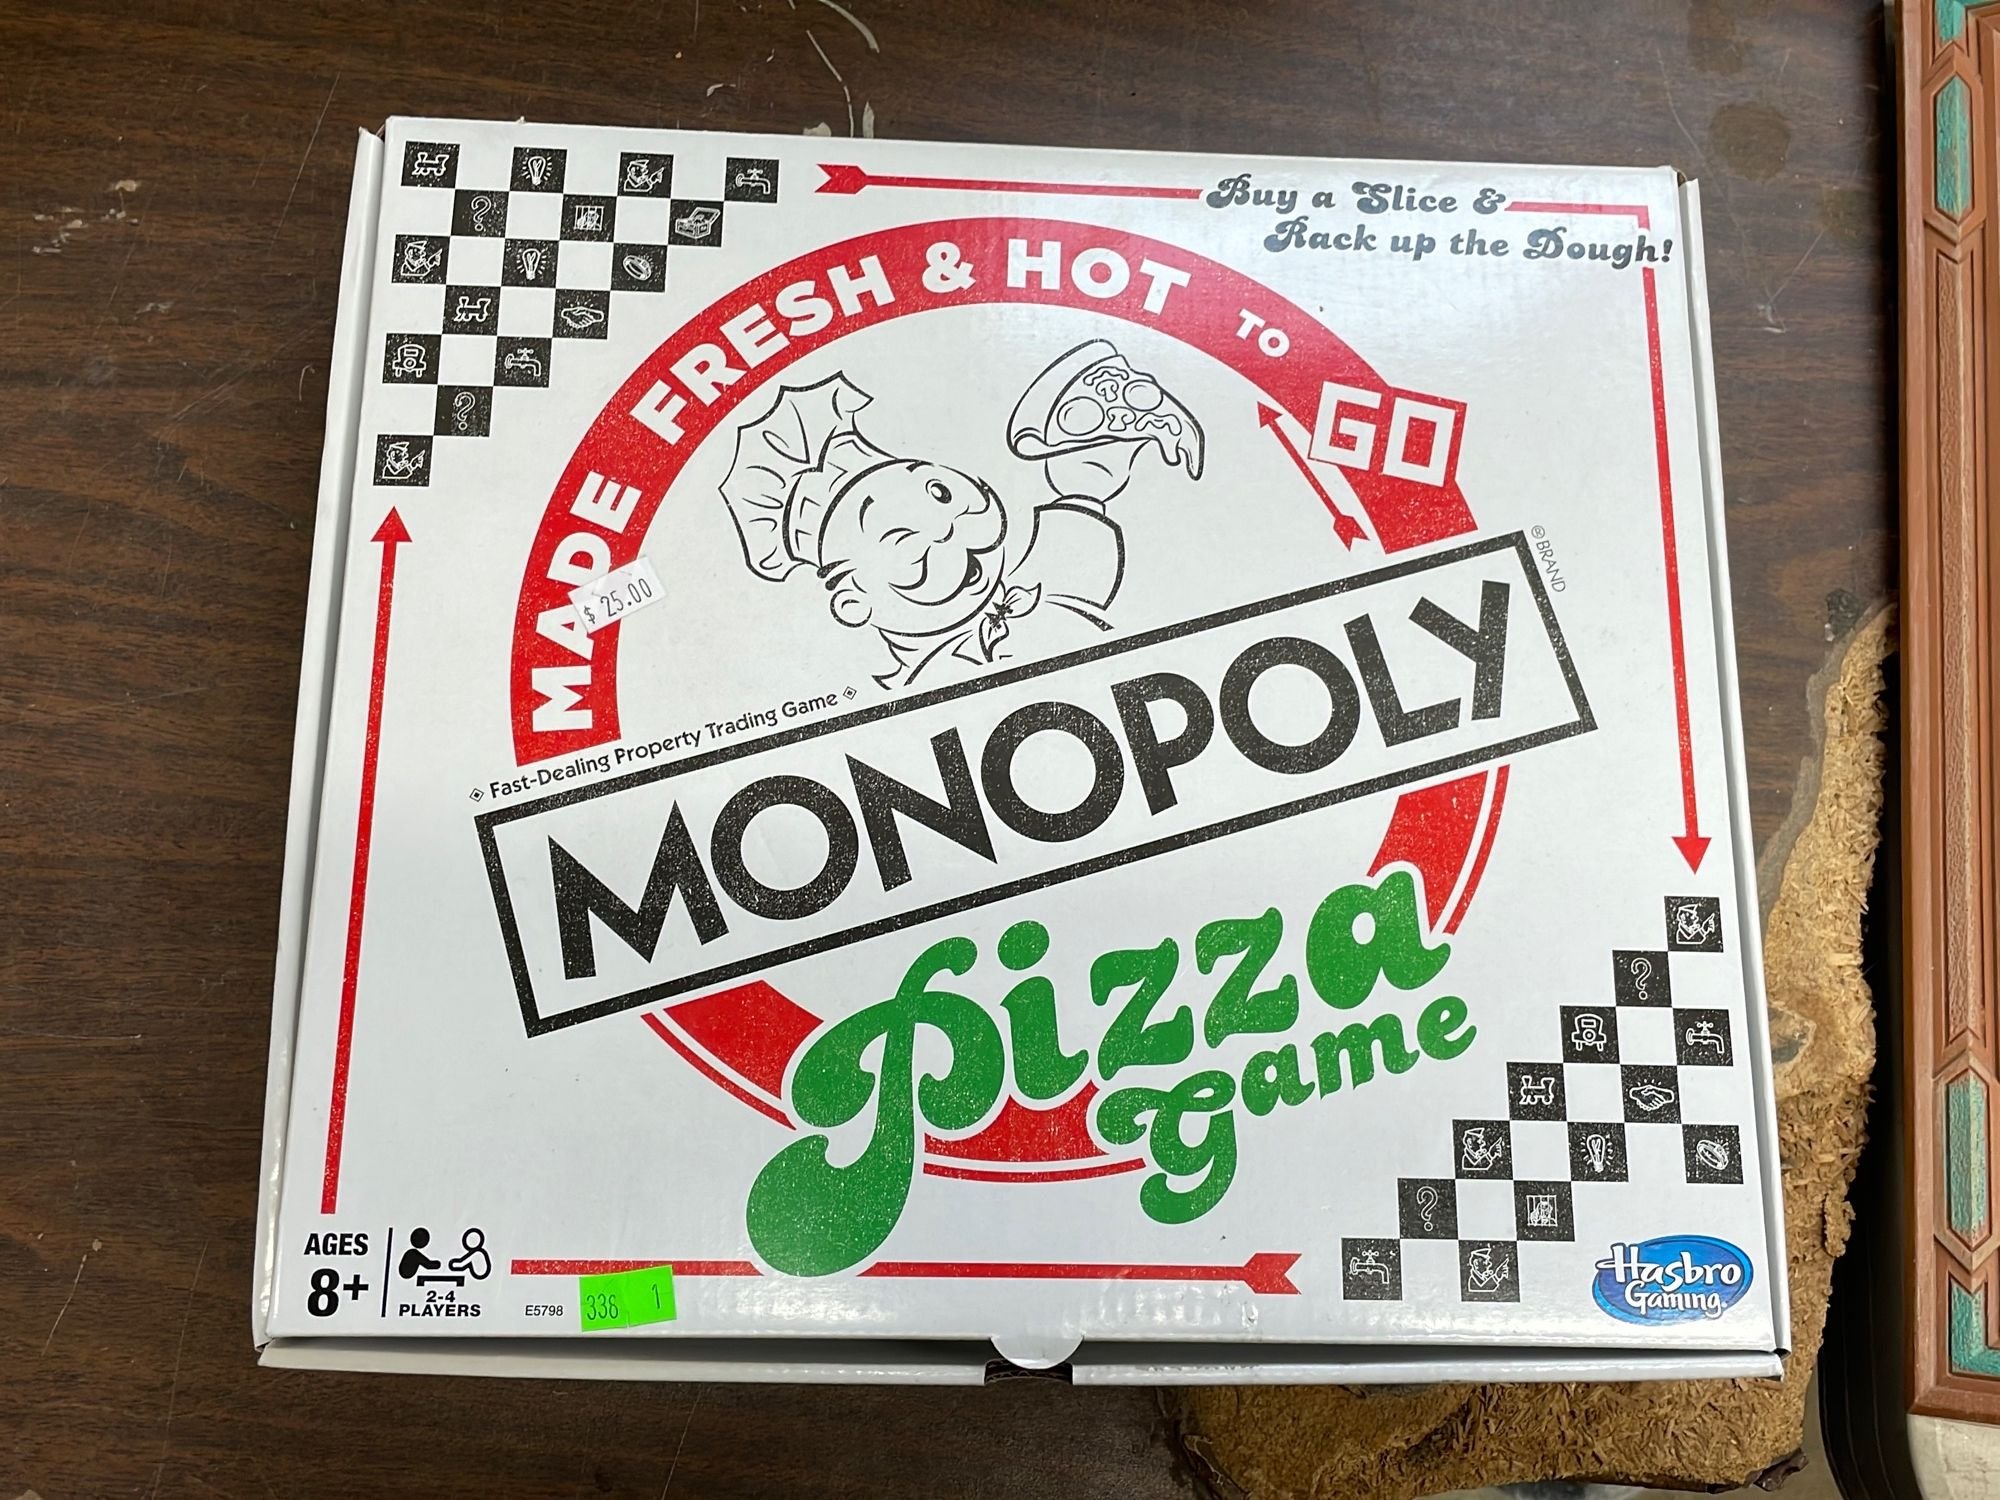 Buy a Slice &
Rack up the Dough!
MADE FRESH & HOT TO GO
$ 25.00
® BRAND
Fast-Dealing Property Trading Game
MONOPOLY
Pizza
Game
AGES
8+
2-4
PLAYERS
E5798
336 1
Hasbro
Gaming